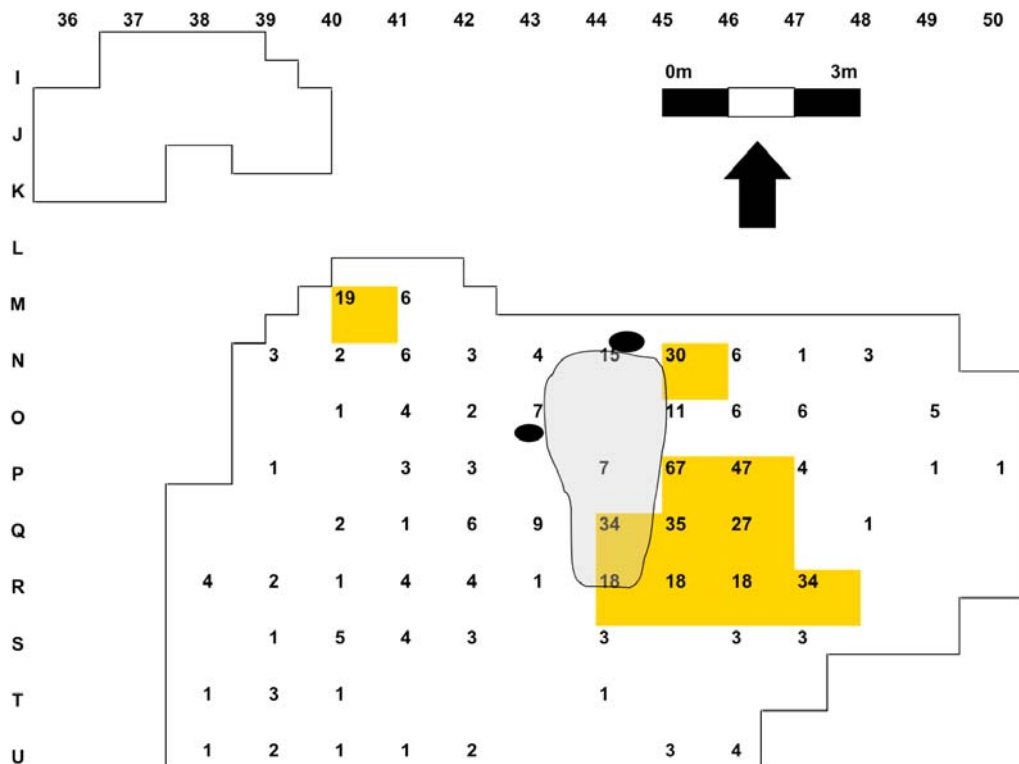 36 37 38 39 40 41 42 43 44 45 46 47 48 49 50
I 0m 3m
J
K
L
M 19 6
N 3 2 6 3 4 15 30 6 1 3
O 1 4 2 7 11 6 6 5
P 1 3 3 7 67 47 4 1 1
Q 2 1 6 9 34 35 27 1
R 4 2 1 4 4 1 18 18 18 34
S 1 5 4 3 3 3 3
T 1 3 1 1
U 1 2 1 1 2 3 4